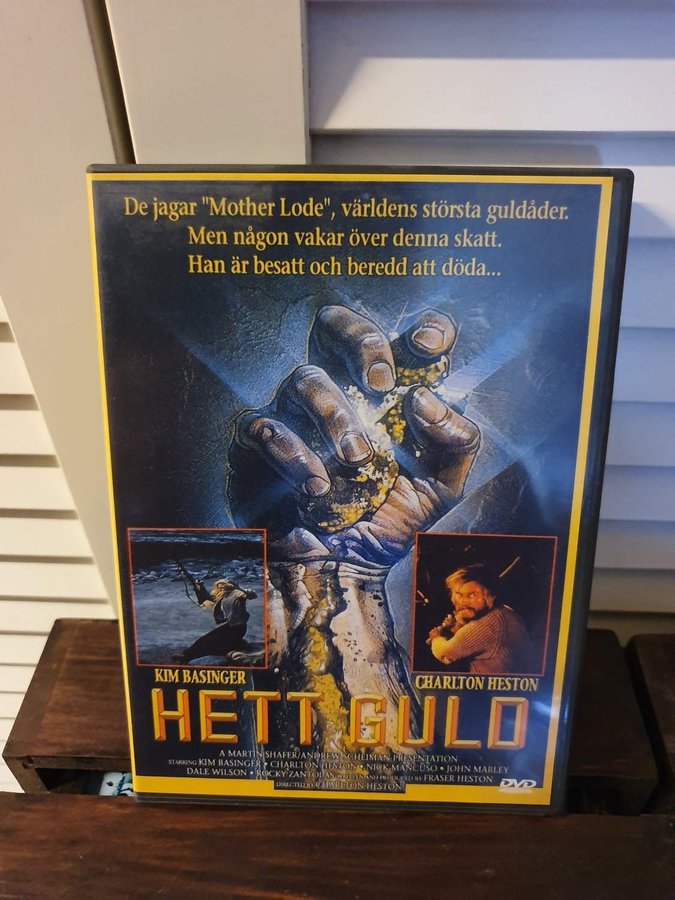 De jagar "Mother Lode", världens största guldåder.
Men någon vakar över denna skatt.
Han är besatt och beredd att döda...
KIM BASINGER
CHARLTON HESTON
HETT GULD
A MARTIN SHAFER/ANDREW SCHEIMAN PRESENTATION
STARRING KIM BASINGER • CHARLTON HESTON • NICK MANCUSO • JOHN MARLEY
DALE WILSON • ROCKY ZANTOLAS WRITTEN AND PRODUCED BY FRASER HESTON
DIRECTED BY CHARLTON HESTON
DVD